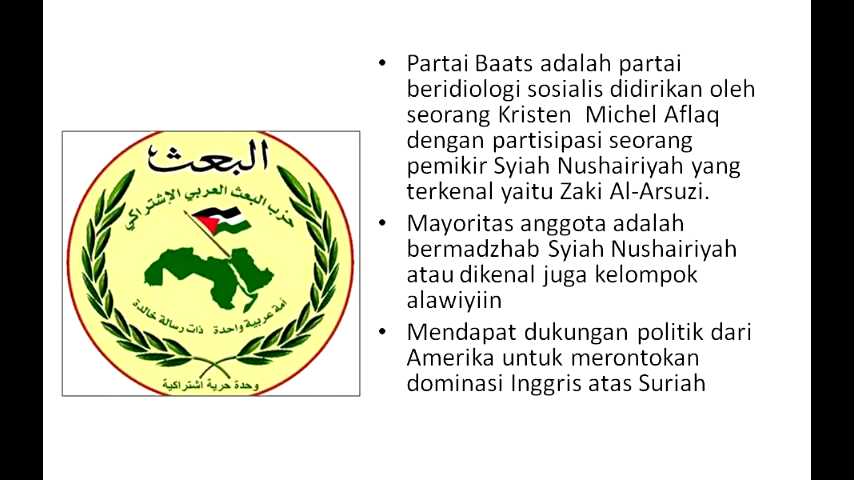 البعث
حزب البعث العربي الإشتراكي
أمة عربية واحدة ذات رسالة خالدة
وحدة حرية اشتراكية
• Partai Baats adalah partai
beridiologi sosialis didirikan oleh
seorang Kristen Michel Aflaq
dengan partisipasi seorang
pemikir Syiah Nushairiyah yang
terkenal yaitu Zaki Al-Arsuzi.
• Mayoritas anggota adalah
bermadzhab Syiah Nushairiyah
atau dikenal juga kelompok
alawiyiin
• Mendapat dukungan politik dari
Amerika untuk merontokan
dominasi Inggris atas Suriah